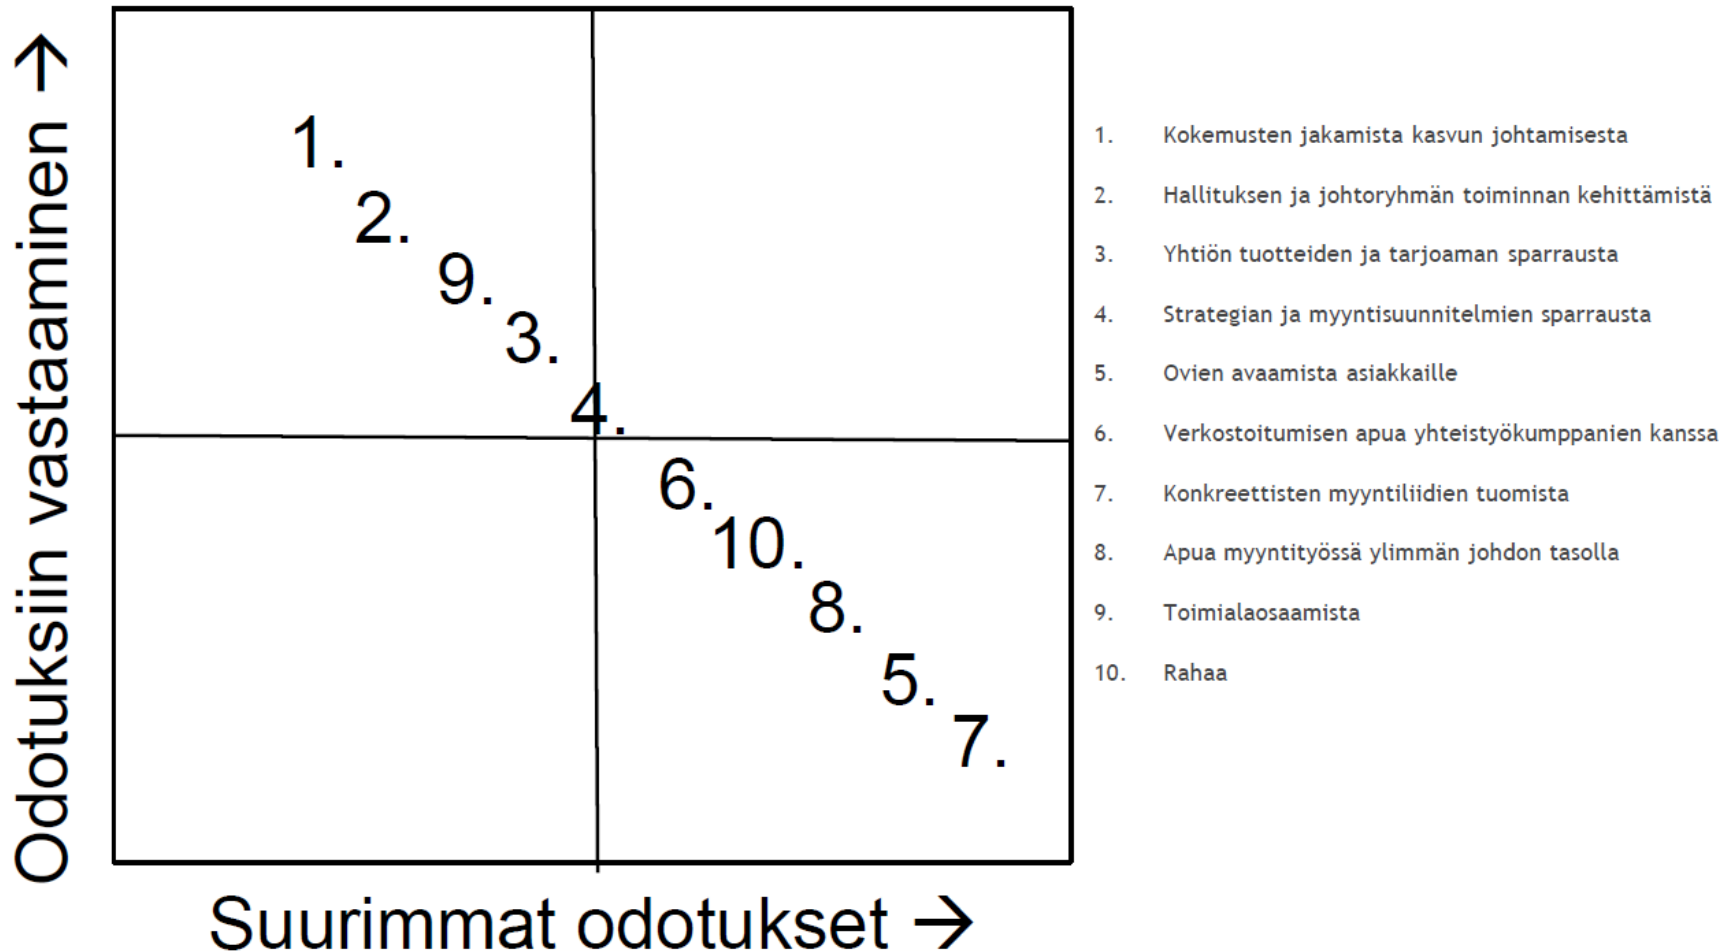 Odotuksiin vastaaminen →
1.
2.
9.
3.
4.
6.
10.
8.
5.
7.
Suurimmat odotukset →
1. Kokemusten jakamista kasvun johtamisesta
2. Hallituksen ja johtoryhmän toiminnan kehittämistä
3. Yhtiön tuotteiden ja tarjoaman sparrausta
4. Strategian ja myyntisuunnitelmien sparrausta
5. Ovien avaamista asiakkaille
6. Verkostoitumisen apua yhteistyökumppanien kanssa
7. Konkreettisten myyntiliidien tuomista
8. Apua myyntityössä ylimmän johdon tasolla
9. Toimialaosaamista
10. Rahaa